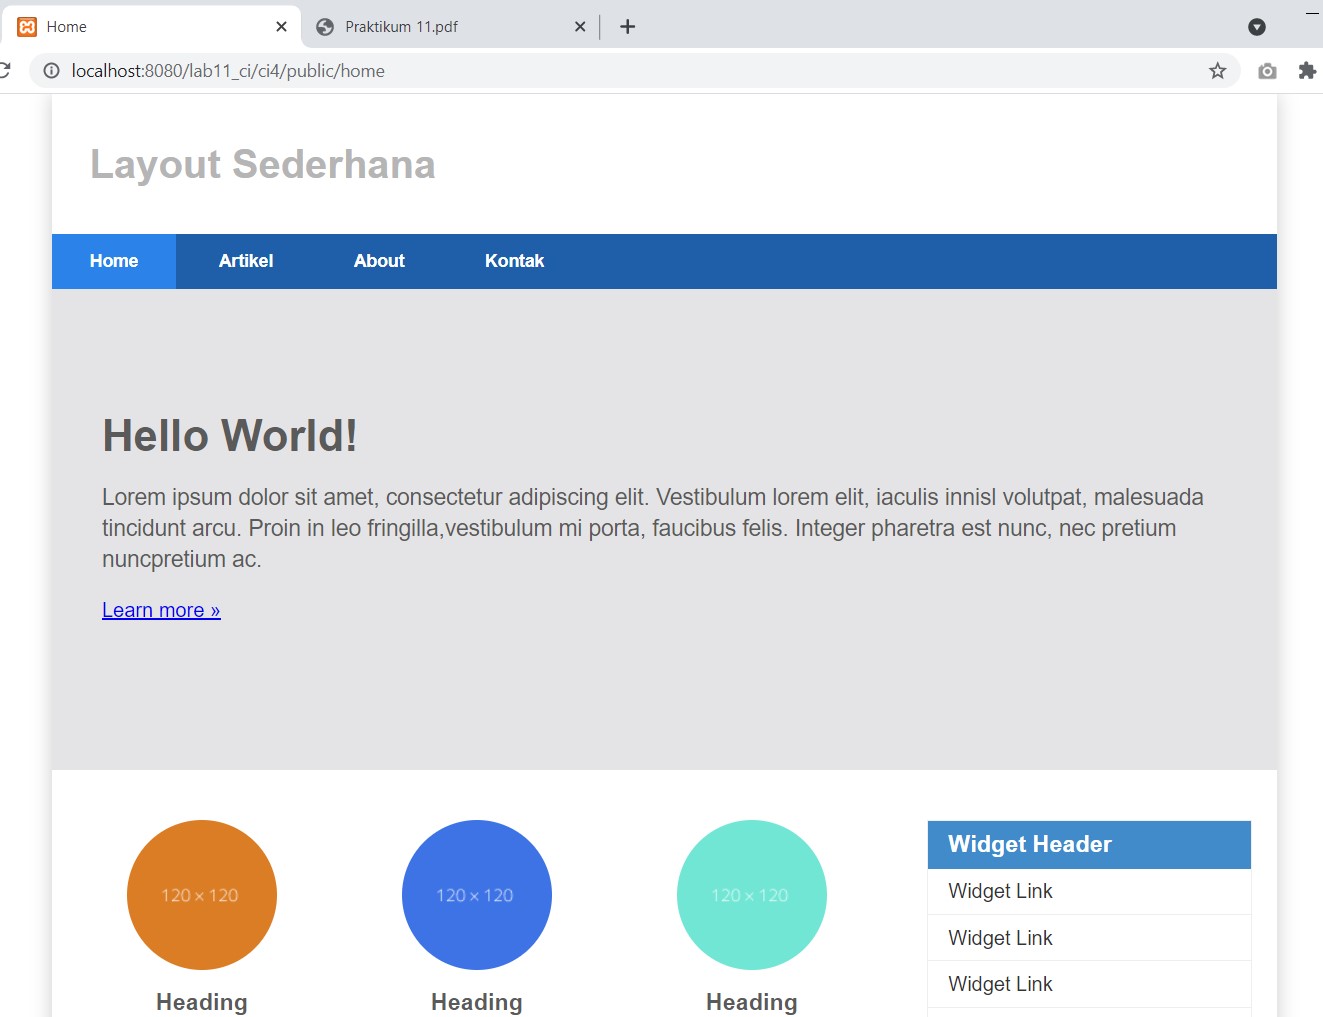 Home
Praktikum 11.pdf
localhost:8080/lab11_ci/ci4/public/home
Layout Sederhana
Home Artikel About Kontak
Hello World!
Lorem ipsum dolor sit amet, consectetur adipiscing elit. Vestibulum lorem elit, iaculis innisl volutpat, malesuada
tincidunt arcu. Proin in leo fringilla,vestibulum mi porta, faucibus felis. Integer pharetra est nunc, nec pretium
nuncpretium ac.
Learn more »
120 × 120
120 × 120
120 × 120
Heading
Heading
Heading
Widget Header
Widget Link
Widget Link
Widget Link